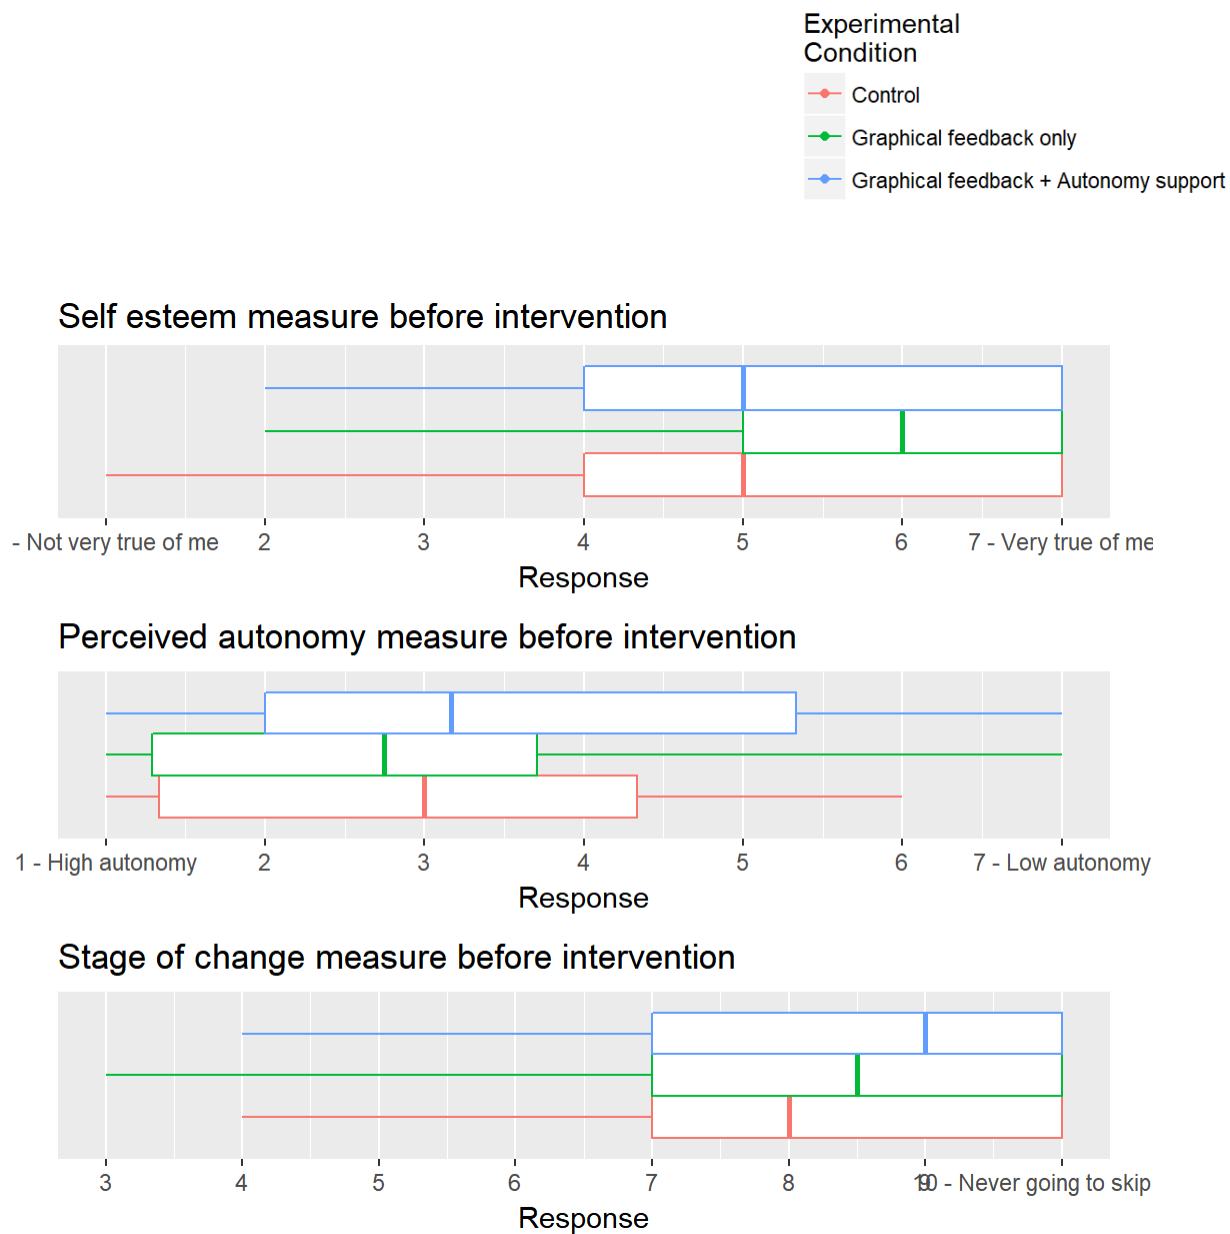 Experimental
Condition
Control
Graphical feedback only
Graphical feedback + Autonomy support
Self esteem measure before intervention
- Not very true of me 2 3 4 5 6 7 - Very true of me
Response
Perceived autonomy measure before intervention
1 - High autonomy 2 3 4 5 6 7 - Low autonomy
Response
Stage of change measure before intervention
3 4 5 6 7 8 9 10 - Never going to skip
Response